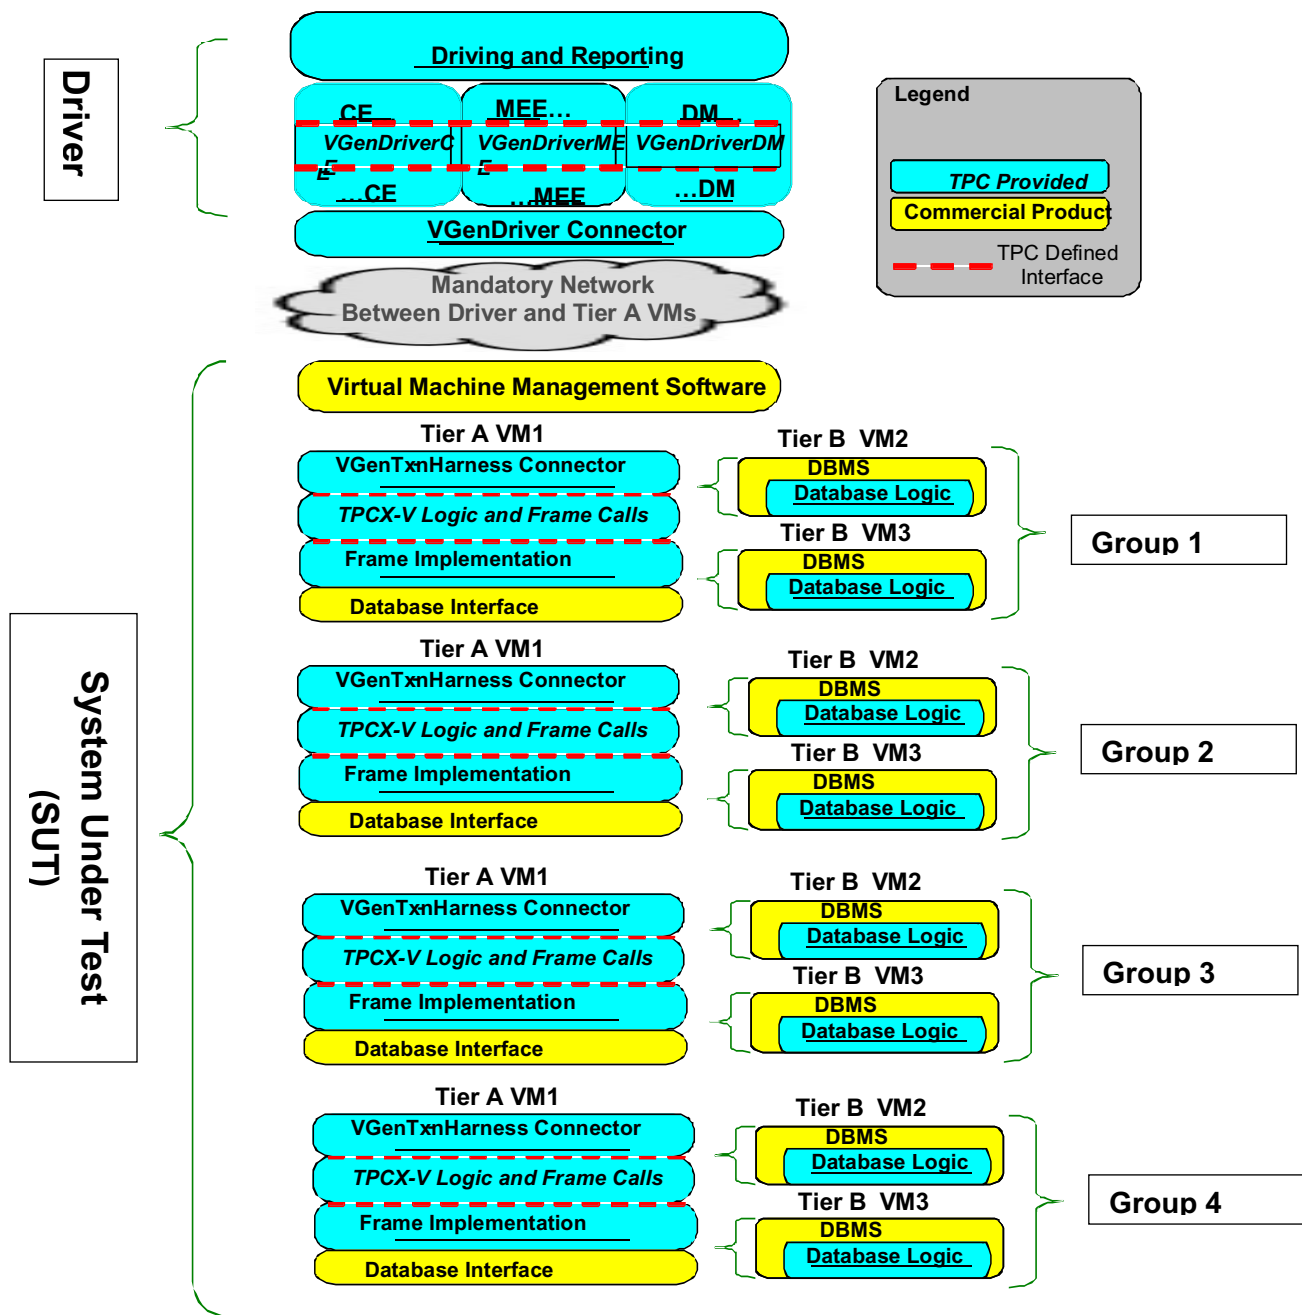 Driver
Driving and Reporting
CE
MEE…
DM…
VGenDriverC
E
VGenDriverME
E
VGenDriverDM
…CE
…MEE
…DM
VGenDriver Connector
Legend
TPC Provided
Commercial Product
TPC Defined
Interface
Mandatory Network
Between Driver and Tier A VMs
System Under Test
(SUT)
Virtual Machine Management Software
Tier A VM1
VGenTxnHarness Connector
TPCX-V Logic and Frame Calls
Frame Implementation
Database Interface
Tier B VM2
DBMS
Database Logic
Tier B VM3
DBMS
Database Logic
Group 1
Tier A VM1
VGenTxnHarness Connector
TPCX-V Logic and Frame Calls
Frame Implementation
Database Interface
Tier B VM2
DBMS
Database Logic
Tier B VM3
DBMS
Database Logic
Group 2
Tier A VM1
VGenTxnHarness Connector
TPCX-V Logic and Frame Calls
Frame Implementation
Database Interface
Tier B VM2
DBMS
Database Logic
Tier B VM3
DBMS
Database Logic
Group 3
Tier A VM1
VGenTxnHarness Connector
TPCX-V Logic and Frame Calls
Frame Implementation
Database Interface
Tier B VM2
DBMS
Database Logic
Tier B VM3
DBMS
Database Logic
Group 4